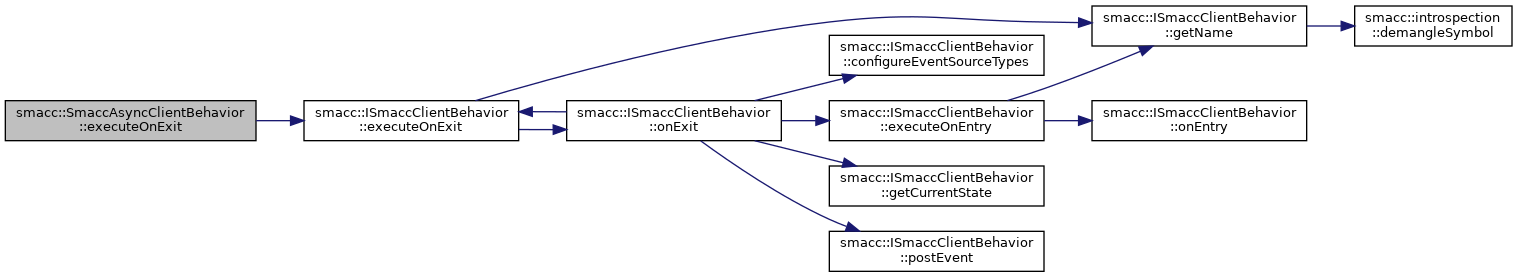 smacc::SmaccAsyncClientBehavior
::executeOnExit
smacc::ISmaccClientBehavior
::executeOnExit
smacc::ISmaccClientBehavior
::onExit
smacc::ISmaccClientBehavior
::configureEventSourceTypes
smacc::ISmaccClientBehavior
::executeOnEntry
smacc::ISmaccClientBehavior
::getCurrentState
smacc::ISmaccClientBehavior
::postEvent
smacc::ISmaccClientBehavior
::getName
smacc::ISmaccClientBehavior
::onEntry
smacc::introspection
::demangleSymbol